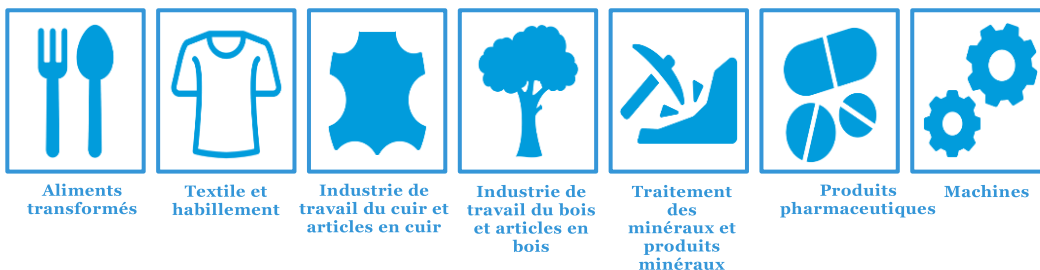 Aliments
transformés
Textile et
habillement
Industrie de
travail du cuir et
articles en cuir
Industrie de
travail du bois
et articles en
bois
Traitement
des
minéraux et
produits
minéraux
Produits
pharmaceutiques
Machines